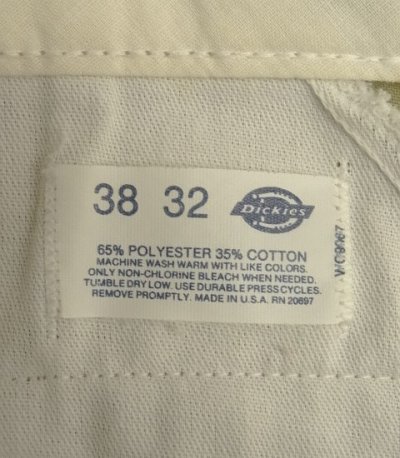 38 32 Dickies
65% POLYESTER 35% COTTON
MACHINE WASH WARM WITH LIKE COLORS.
ONLY NON-CHLORINE BLEACH WHEN NEEDED.
TUMBLE DRY LOW. USE DURABLE PRESS CYCLES.
REMOVE PROMPTLY. MADE IN U.S.A. RN 20697